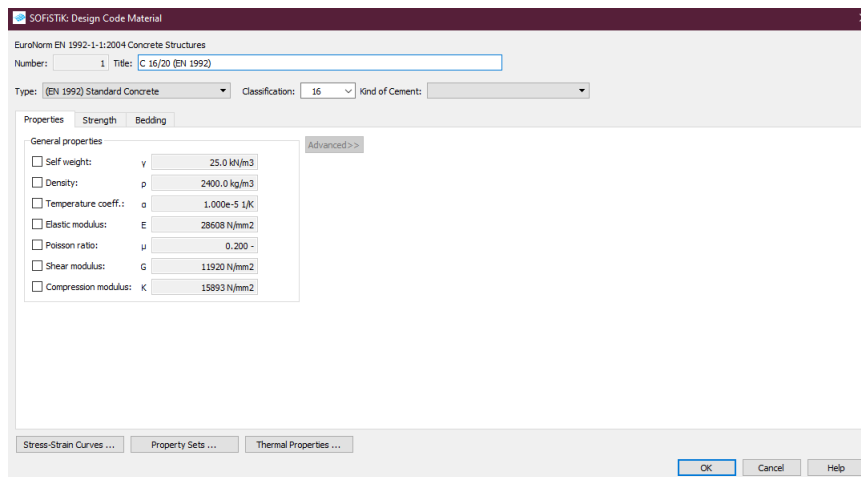 SOFiSTiK: Design Code Material
EuroNorm EN 1992-1-1:2004 Concrete Structures
Number: 1 Title: C 16/20 (EN 1992)
Type: (EN 1992) Standard Concrete Classification: 16 Kind of Cement:
Properties Strength Bedding
General properties Advanced>>
Self weight: γ 25.0 kN/m3
Density: ρ 2400.0 kg/m3
Temperature coeff.: α 1.000e-5 1/K
Elastic modulus: E 28608 N/mm2
Poisson ratio: μ 0.200 -
Shear modulus: G 11920 N/mm2
Compression modulus: K 15893 N/mm2
Stress-Strain Curves ... Property Sets ... Thermal Properties ...
OK Cancel Help